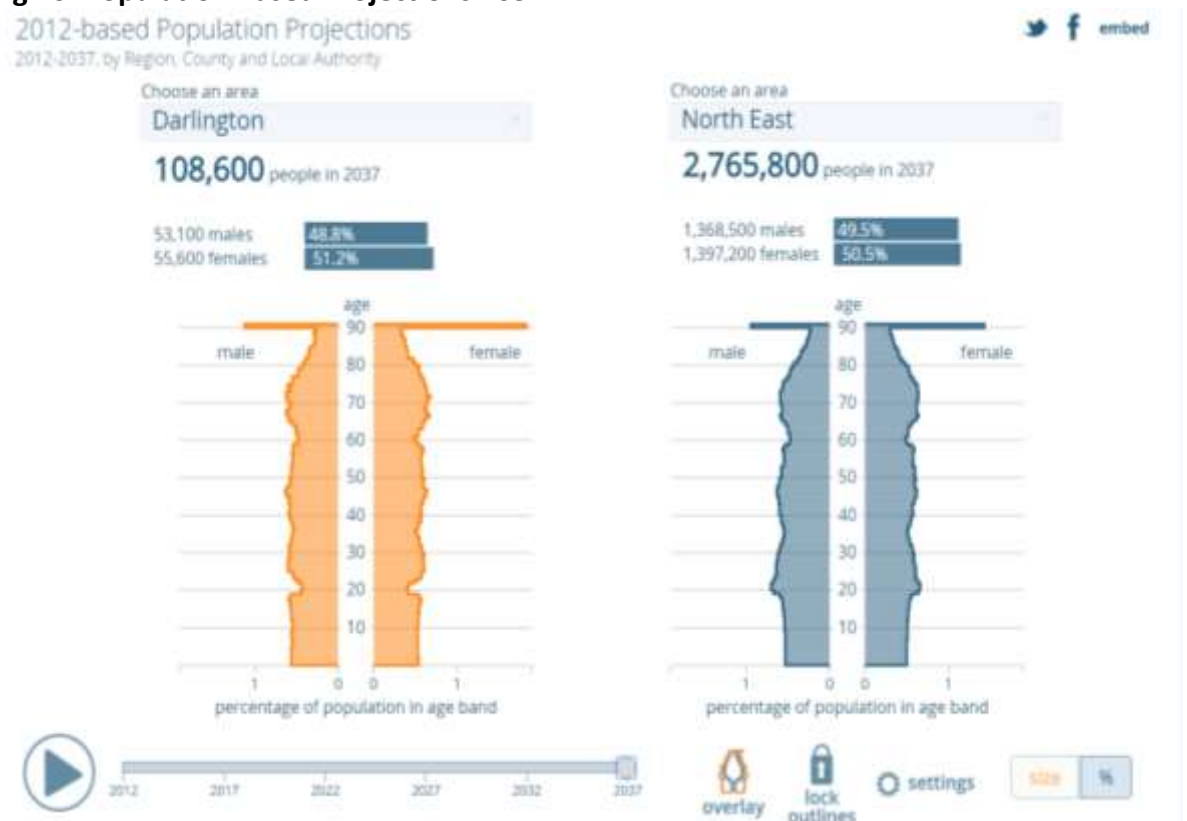 2012-based Population Projections
embed
2012-2037, by Region, County and Local Authority
Choose an area
Darlington
108,600 people in 2037
53,100 males 48.8%
55,600 females 51.2%
age
90
male
female
80
70
60
50
40
30
20
10
1 0 0 1
percentage of population in age band
Choose an area
North East
2,765,800 people in 2037
1,368,500 males 49.5%
1,397,200 females 50.5%
age
90
male
female
80
70
60
50
40
30
20
10
1 0 0 1
percentage of population in age band
2012 2017 2022 2027 2032 2037
overlay
lock
outlines
settings
size %